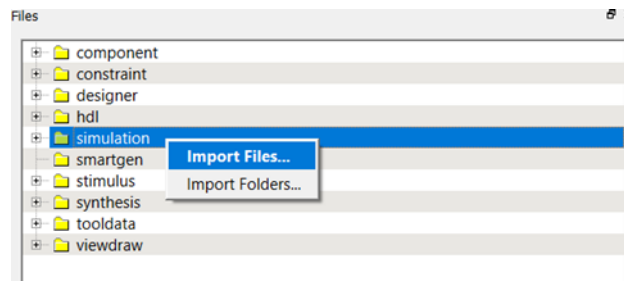 Files
component
constraint
designer
hdl
simulation
Import Files...
smartgen
Import Folders...
stimulus
synthesis
tooldata
viewdraw